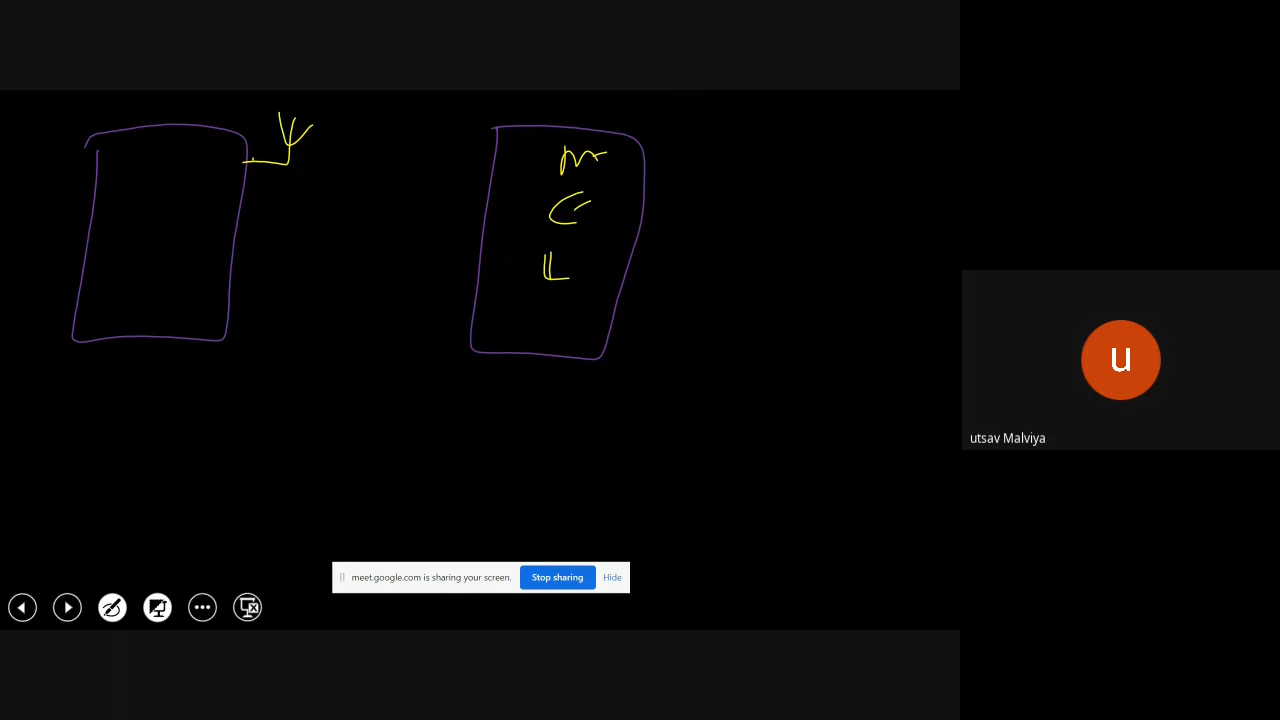 u
utsav Malviya
meet.google.com is sharing your screen.
Stop sharing
Hide